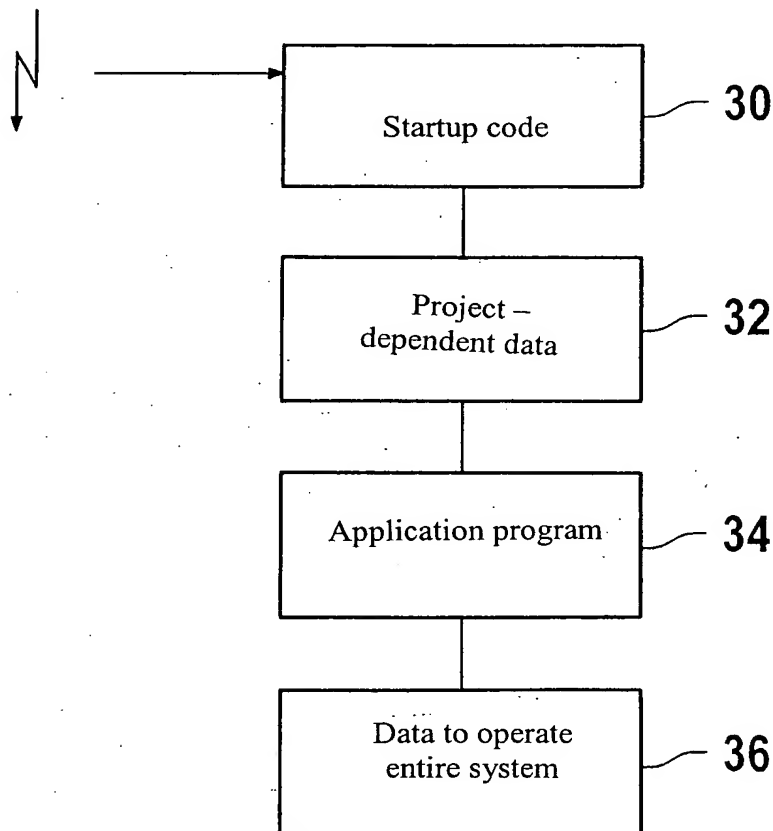 Startup code
30
Project –
dependent data
32
Application program
34
Data to operate
entire system
36